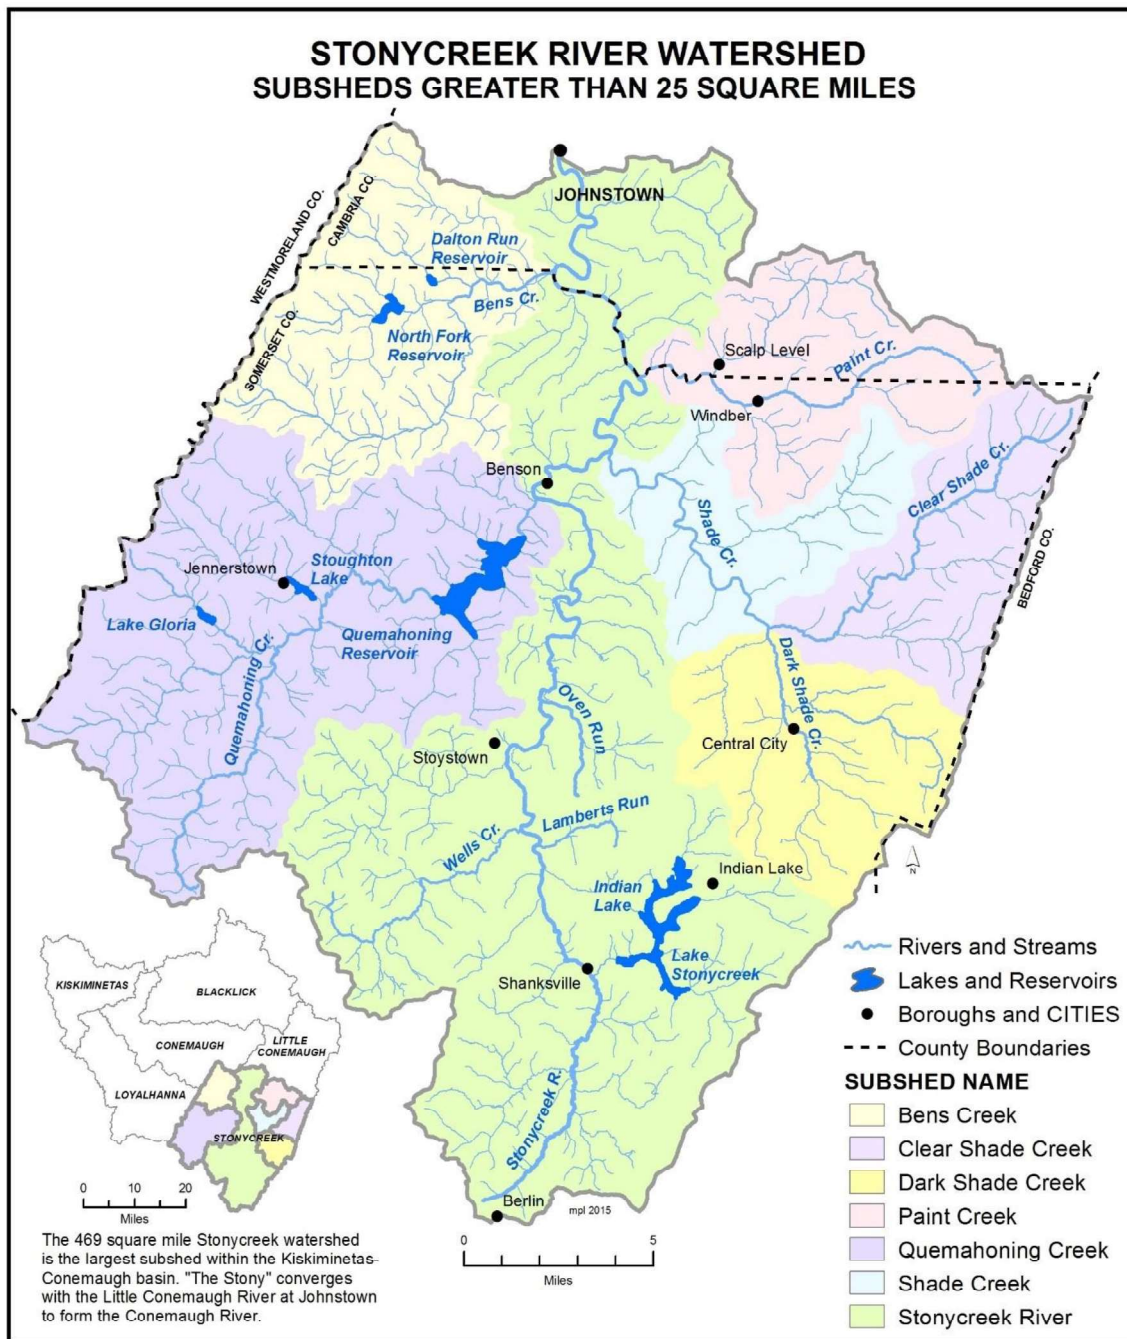 STONYCREEK RIVER WATERSHED
SUBSHEDS GREATER THAN 25 SQUARE MILES
JOHNSTOWN
WESTMORELAND CO.
CAMBRIA CO.
Dalton Run
Reservoir
Bens Cr.
SOMERSET CO.
North Fork
Reservoir
Scalp Level
Paint Cr.
Windber
Benson
Clear Shade Cr.
Shade Cr.
Jennerstown
Stoughton
Lake
BEDFORD CO.
Lake Gloria
Quemahoning
Reservoir
Quemahoning Cr.
Dark Shade Cr.
Oven Run
Central City
Stoystown
Lamberts Run
Wells Cr.
Indian Lake
Indian
Lake
N
Lake
Stonycreek
Shanksville
Stonycreek R.
Berlin
mpl 2015
0 5
Miles
KISKIMINETAS
BLACKLICK
CONEMAUGH
LITTLE
CONEMAUGH
LOYALHANNA
STONYCREEK
0 10 20
Miles
The 469 square mile Stonycreek watershed
is the largest subshed within the Kiskiminetas-
Conemaugh basin. "The Stony" converges
with the Little Conemaugh River at Johnstown
to form the Conemaugh River.
Rivers and Streams
Lakes and Reservoirs
Boroughs and CITIES
County Boundaries
SUBSHED NAME
Bens Creek
Clear Shade Creek
Dark Shade Creek
Paint Creek
Quemahoning Creek
Shade Creek
Stonycreek River